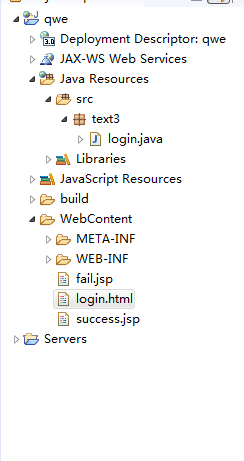 qwe
Deployment Descriptor: qwe
JAX-WS Web Services
Java Resources
src
text3
login.java
Libraries
JavaScript Resources
build
WebContent
META-INF
WEB-INF
fail.jsp
login.html
success.jsp
Servers